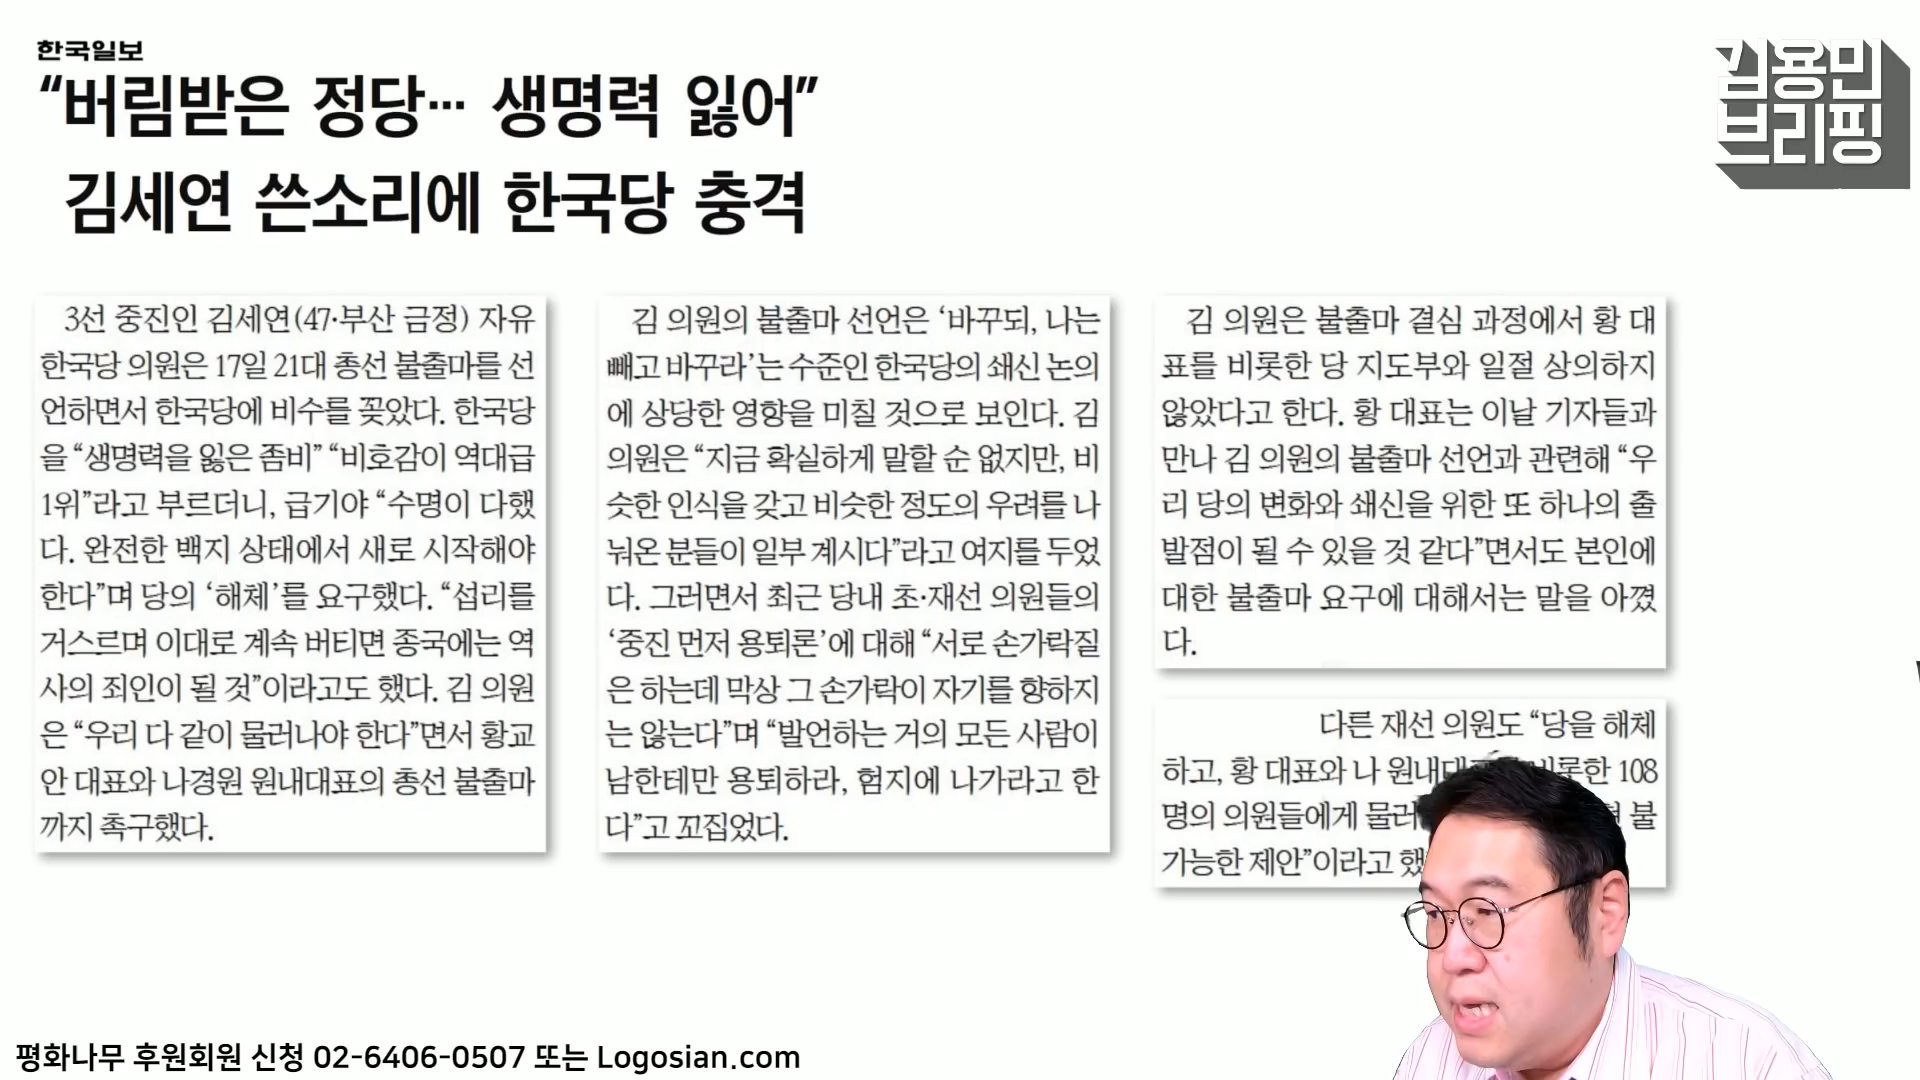 한국일보
“버림받은 정당… 생명력 잃어”
김세연 쓴소리에 한국당 충격
김용민
브리핑
3선 중진인 김세연(47·부산 금정) 자유
한국당 의원은 17일 21대 총선 불출마를 선
언하면서 한국당에 비수를 꽂았다. 한국당
을 “생명력을 잃은 좀비” “비호감이 역대급
1위”라고 부르더니, 급기야 “수명이 다했
다. 완전한 백지 상태에서 새로 시작해야
한다”며 당의 ‘해체’를 요구했다. “섭리를
거스르며 이대로 계속 버티면 종국에는 역
사의 죄인이 될 것”이라고도 했다. 김 의원
은 “우리 다 같이 물러나야 한다”면서 황교
안 대표와 나경원 원내대표의 총선 불출마
까지 촉구했다.
김 의원의 불출마 선언은 ‘바꾸되, 나는
빼고 바꾸라’는 수준인 한국당의 쇄신 논의
에 상당한 영향을 미칠 것으로 보인다. 김
의원은 “지금 확실하게 말할 순 없지만, 비
슷한 인식을 갖고 비슷한 정도의 우려를 나
눠온 분들이 일부 계시다”라고 여지를 두었
다. 그러면서 최근 당내 초·재선 의원들의
‘중진 먼저 용퇴론’에 대해 “서로 손가락질
은 하는데 막상 그 손가락이 자기를 향하지
는 않는다”며 “발언하는 거의 모든 사람이
남한테만 용퇴하라, 험지에 나가라고 한
다”고 꼬집었다.
김 의원은 불출마 결심 과정에서 황 대
표를 비롯한 당 지도부와 일절 상의하지
않았다고 한다. 황 대표는 이날 기자들과
만나 김 의원의 불출마 선언과 관련해 “우
리 당의 변화와 쇄신을 위한 또 하나의 출
발점이 될 수 있을 것 같다”면서도 본인에
대한 불출마 요구에 대해서는 말을 아꼈
다.
다른 재선 의원도 “당을 해체
하고, 황 대표와 나 비롯한 108
명의 의원들에게 불
가능한 제안”이라고
평화나무 후원회원 신청 02-6406-0507 또는 Logosian.com